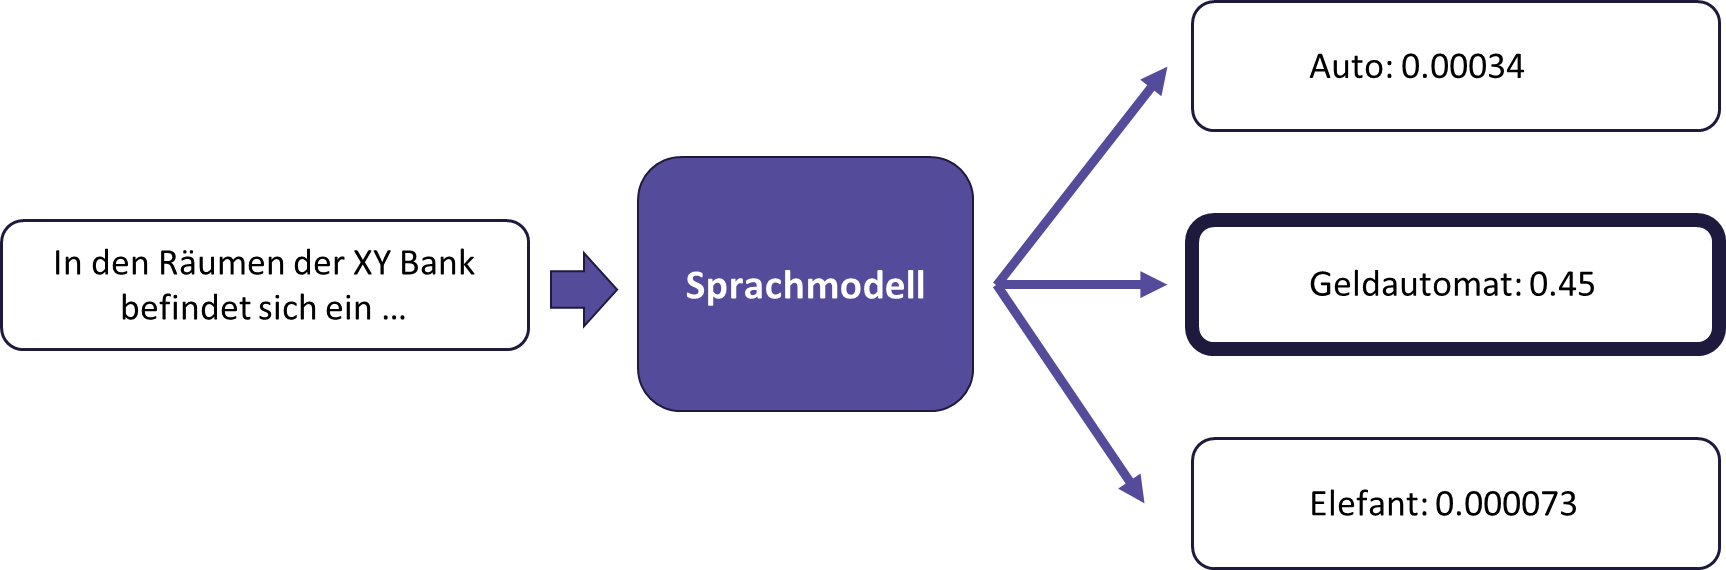 In den Räumen der XY Bank
befindet sich ein ...
Sprachmodell
Auto: 0.00034
Geldautomat: 0.45
Elefant: 0.000073